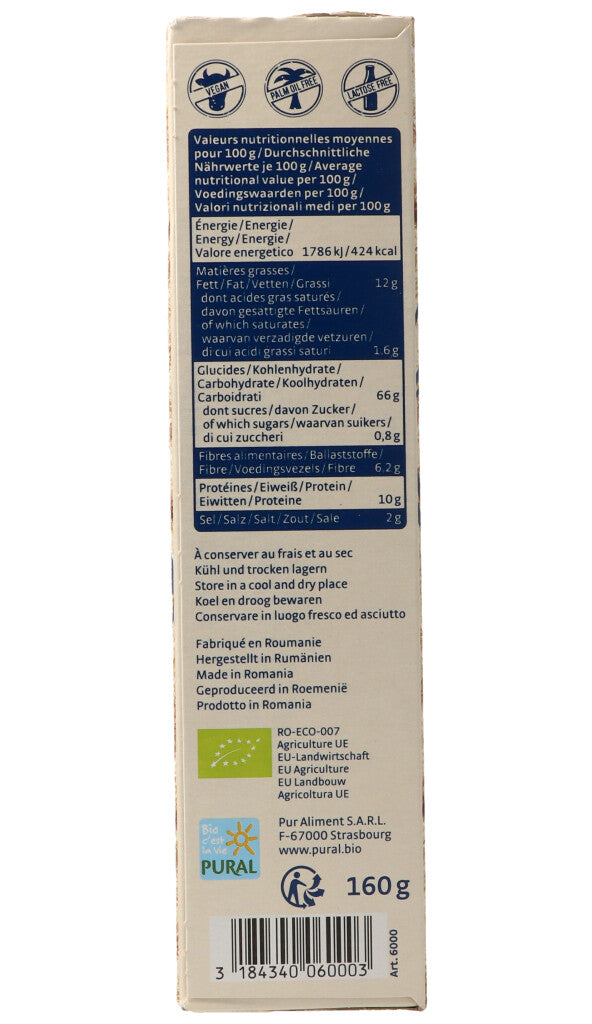 VEGAN
PALM OIL FREE
LACTOSE FREE
Valeurs nutritionnelles moyennes
pour 100 g / Durchschnittliche
Nährwerte je 100 g / Average
nutritional value per 100 g /
Voedingswaarden per 100 g /
Valori nutrizionali medi per 100 g
Énergie / Energie /
Energy / Energie /
Valore energetico 1786 kJ / 424 kcal
Matières grasses /
Fett / Fat / Vetten / Grassi 12 g
dont acides gras saturés /
davon gesättigte Fettsäuren /
of which saturates /
waarvan verzadigde vetzuren /
di cui acidi grassi saturi 1.6 g
Glucides / Kohlenhydrate /
Carbohydrate / Koolhydraten /
Carboidrati 66 g
dont sucres / davon Zucker /
of which sugars / waarvan suikers /
di cui zuccheri 0,8 g
Fibres alimentaires / Ballaststoffe /
Fibre / Voedingsvezels / Fibre 6.2 g
Protéines / Eiweiß / Protein /
Eiwitten / Proteine 10 g
Sel / Salz / Salt / Zout / Sale 2 g
À conserver au frais et au sec
Kühl und trocken lagern
Store in a cool and dry place
Koel en droog bewaren
Conservare in luogo fresco ed asciutto
Fabriqué en Roumanie
Hergestellt in Rumänien
Made in Romania
Geproduceerd in Roemenië
Prodotto in Romania
RO-ECO-007
Agriculture UE
EU-Landwirtschaft
EU Agriculture
EU Landbouw
Agricoltura UE
Bio
c'est
la vie
PURAL
Pur Aliment S.A.R.L.
F-67000 Strasbourg
www.pural.bio
160 g
3 184340 060003
Art. 6000